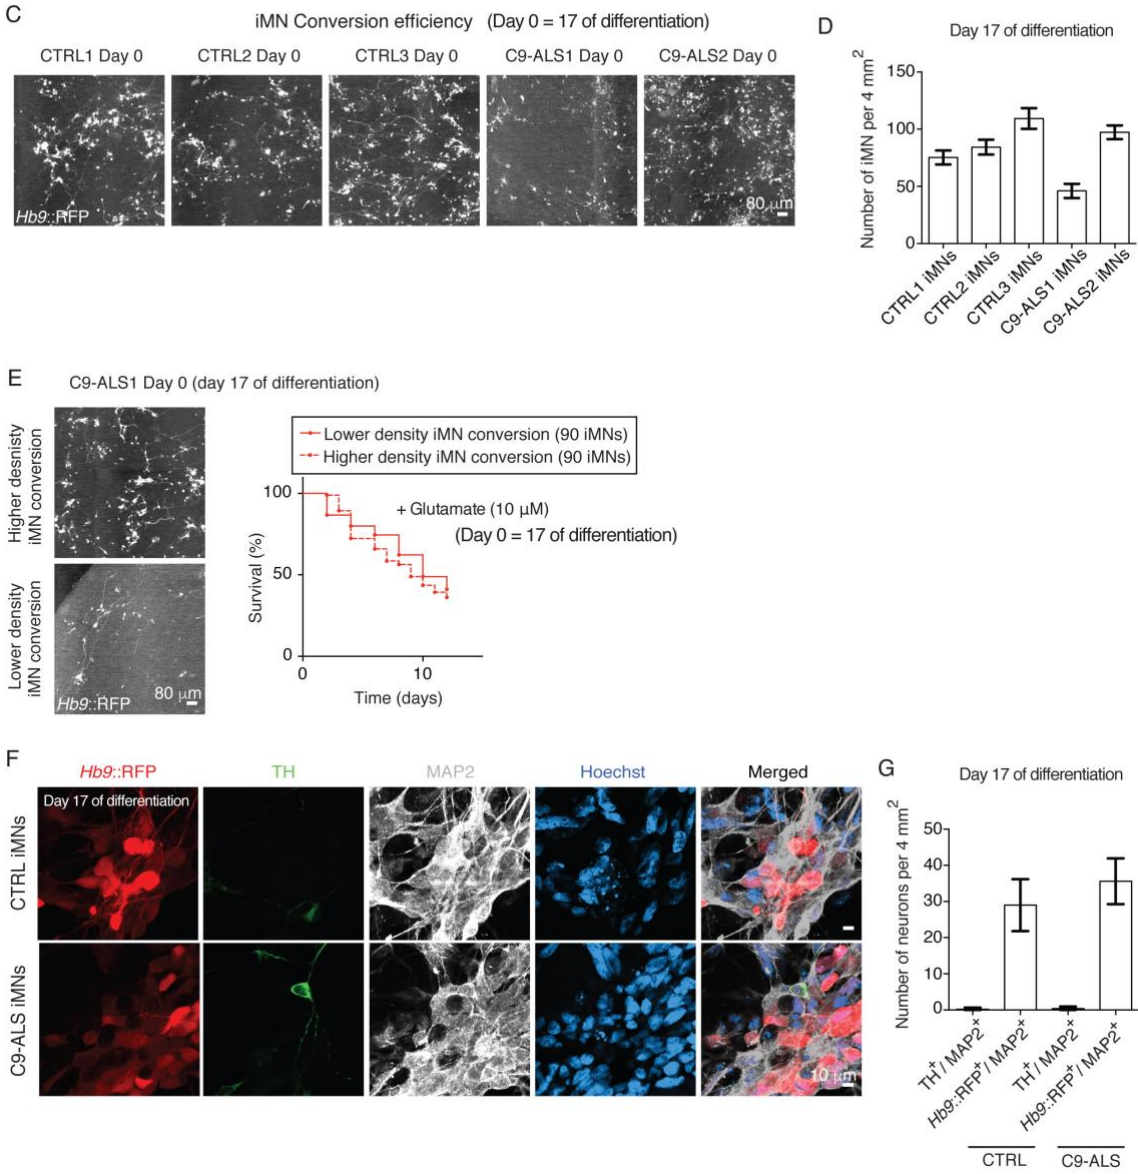 C
iMN Conversion efficiency (Day 0 = 17 of differentiation)
CTRL1 Day 0
CTRL2 Day 0
CTRL3 Day 0
C9-ALS1 Day 0
C9-ALS2 Day 0
Hb9::RFP
80 μm
D
Day 17 of differentiation
Number of iMN per 4 mm²
150
100
50
0
CTRL1 iMNs
CTRL2 iMNs
CTRL3 iMNs
C9-ALS1 iMNs
C9-ALS2 iMNs
E
C9-ALS1 Day 0 (day 17 of differentiation)
Higher desnisty
iMN conversion
Lower density
iMN conversion
Hb9::RFP
80 μm
Lower density iMN conversion (90 iMNs)
Higher density iMN conversion (90 iMNs)
+ Glutamate (10 μM)
(Day 0 = 17 of differentiation)
Survival (%)
100
50
0
0
10
Time (days)
F
Hb9::RFP
TH
MAP2
Hoechst
Merged
Day 17 of differentiation
CTRL iMNs
C9-ALS iMNs
10 μm
G
Day 17 of differentiation
Number of neurons per 4 mm²
50
40
30
20
10
0
TH⁺/ MAP2⁺
Hb9::RFP⁺/ MAP2⁺
TH⁺/ MAP2⁺
Hb9::RFP⁺/ MAP2⁺
CTRL
C9-ALS